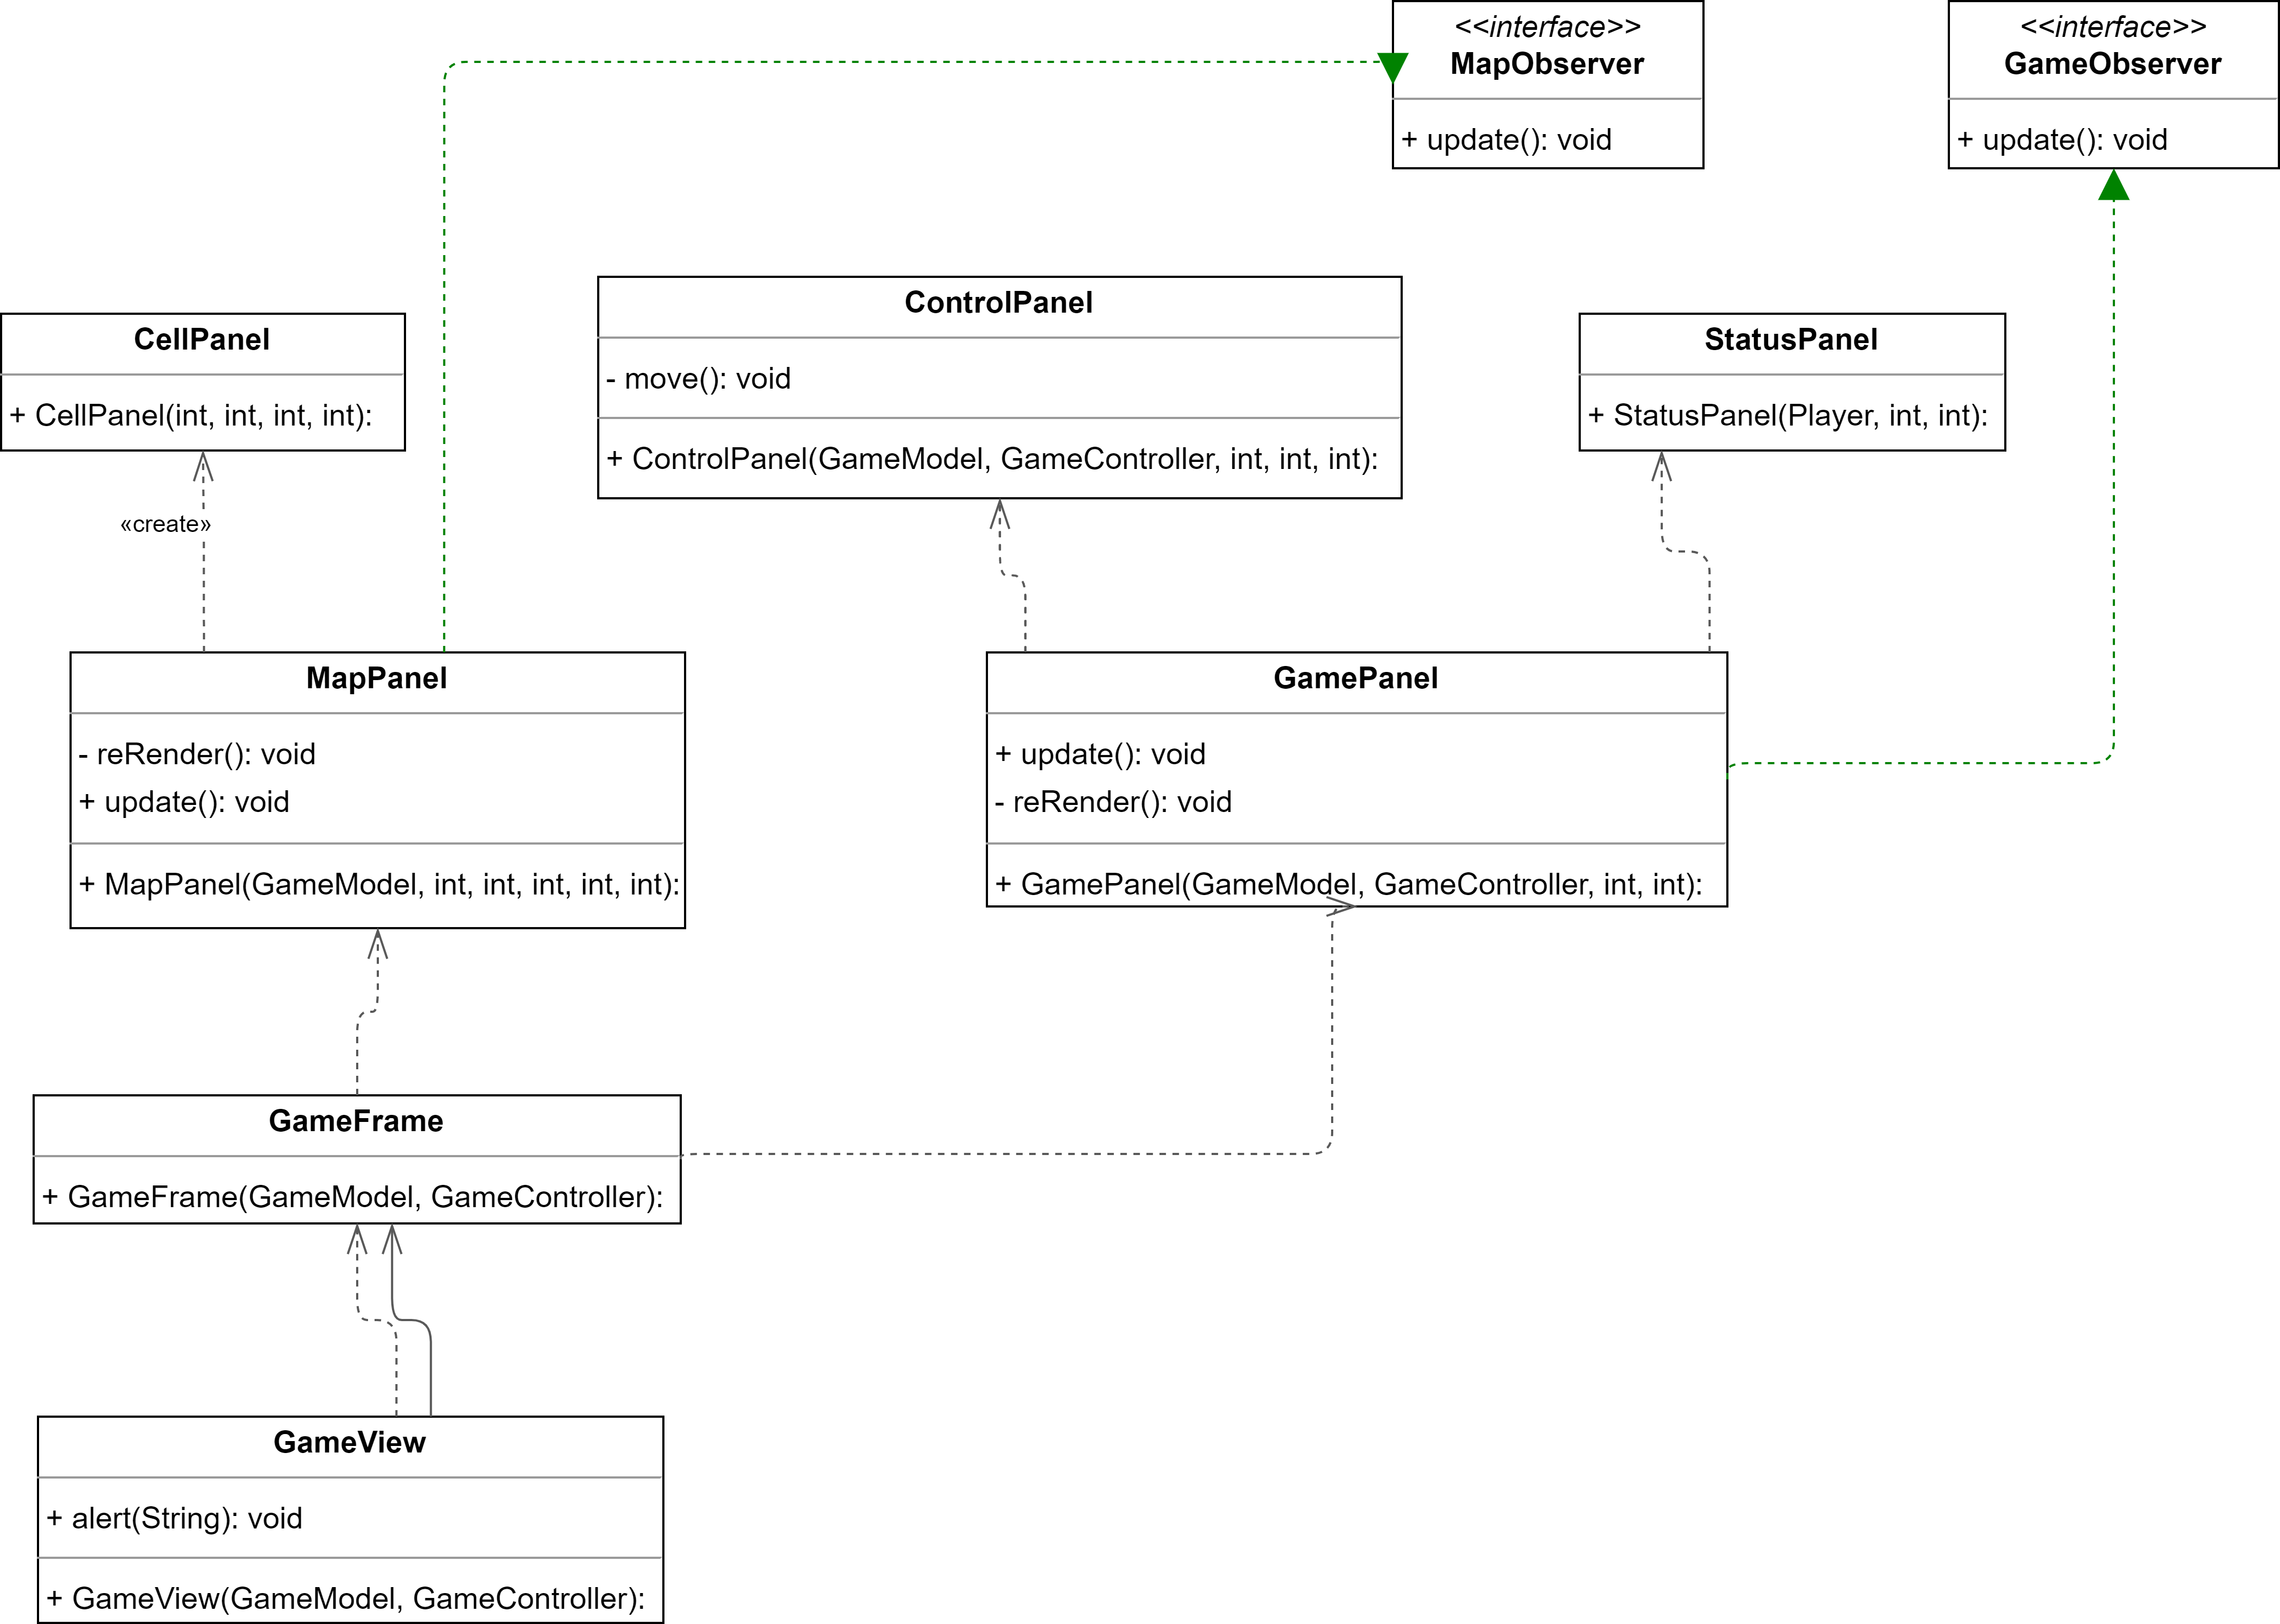 <<interface>>
MapObserver
+ update(): void
<<interface>>
GameObserver
+ update(): void
CellPanel
+ CellPanel(int, int, int, int):
ControlPanel
- move(): void
+ ControlPanel(GameModel, GameController, int, int, int):
StatusPanel
+ StatusPanel(Player, int, int):
«create»
MapPanel
- reRender(): void
+ update(): void
+ MapPanel(GameModel, int, int, int, int, int):
GamePanel
+ update(): void
- reRender(): void
+ GamePanel(GameModel, GameController, int, int):
GameFrame
+ GameFrame(GameModel, GameController):
GameView
+ alert(String): void
+ GameView(GameModel, GameController):